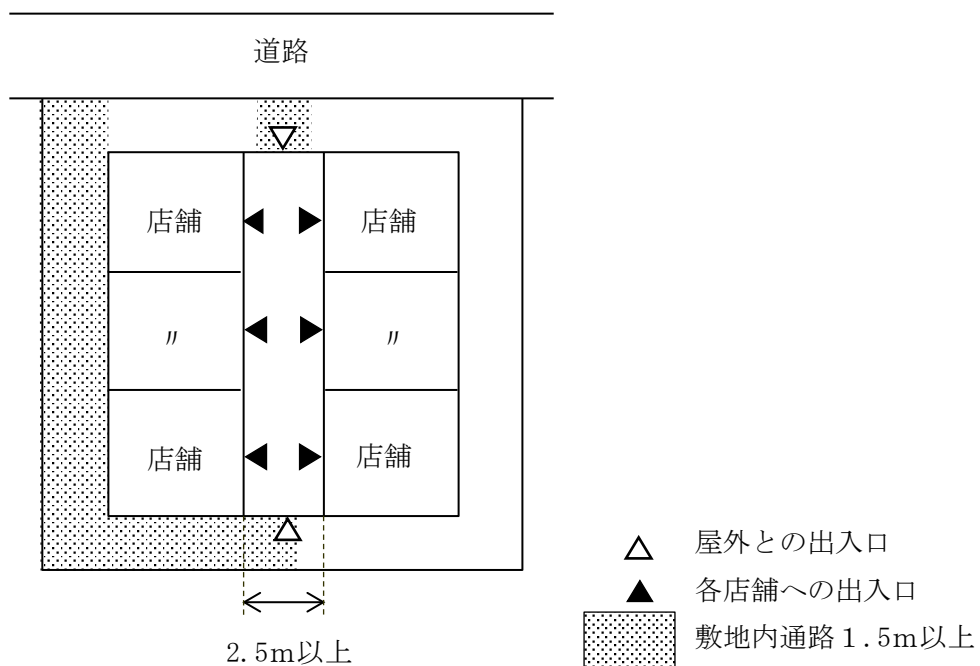 道路
店舗 店舗
〃 〃
店舗 店舗
2.5m以上
屋外との出入口
各店舗への出入口
敷地内通路1.5m以上